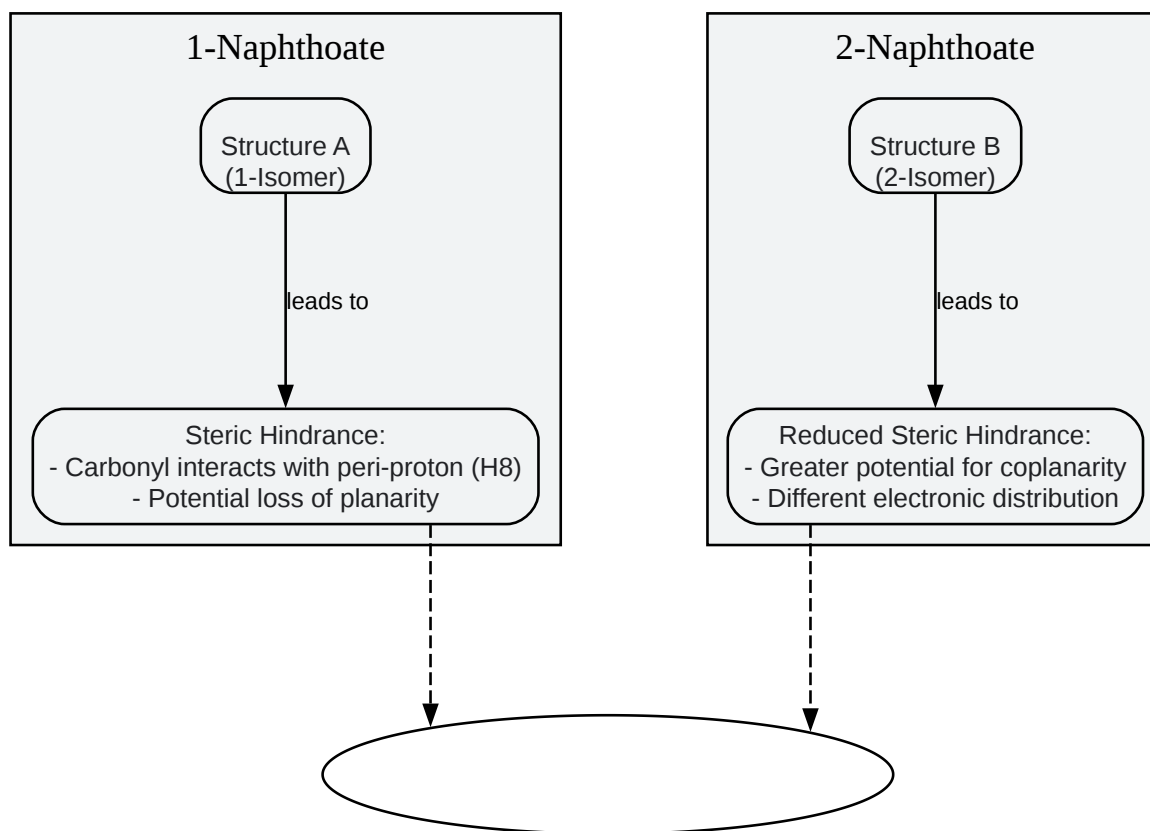 1-Naphthoate
Structure A
(1-Isomer)
leads to
Steric Hindrance:
- Carbonyl interacts with peri-proton (H8)
- Potential loss of planarity
2-Naphthoate
Structure B
(2-Isomer)
leads to
Reduced Steric Hindrance:
- Greater potential for coplanarity
- Different electronic distribution